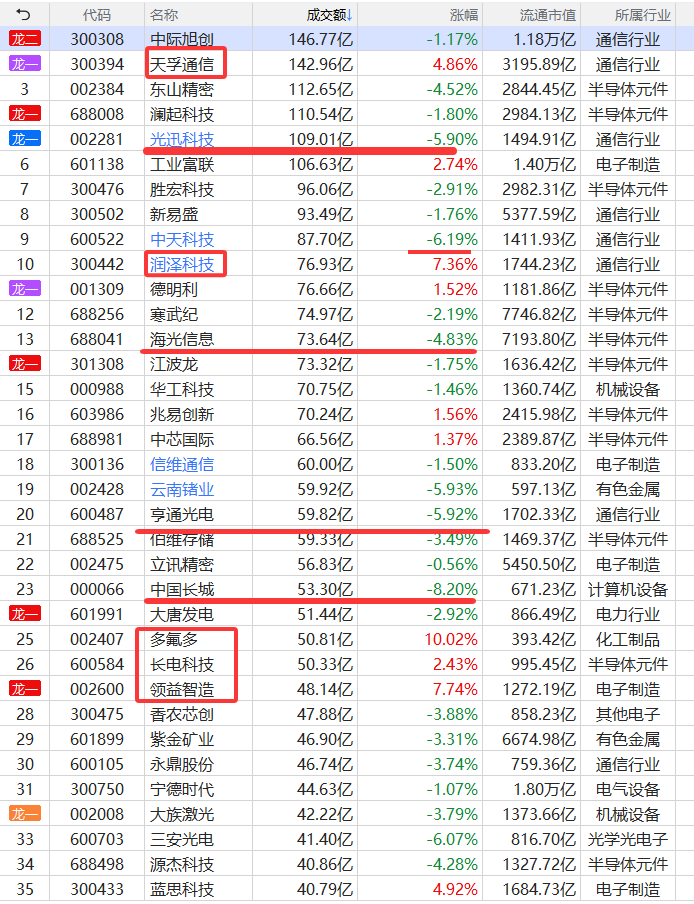 代码 名称 成交额↓ 涨幅 流通市值 所属行业
龙二 300308 中际旭创 146.77亿 -1.17% 1.18万亿 通信行业
龙一 300394 天孚通信 142.96亿 4.86% 3195.89亿 通信行业
3 002384 东山精密 112.65亿 -4.52% 2844.45亿 半导体元件
龙一 688008 澜起科技 110.54亿 -1.80% 2984.13亿 半导体元件
龙一 002281 光迅科技 109.01亿 -5.90% 1494.91亿 通信行业
6 601138 工业富联 106.63亿 2.74% 1.40万亿 电子制造
7 300476 胜宏科技 96.06亿 -2.91% 2982.31亿 半导体元件
8 300502 新易盛 93.49亿 -1.76% 5377.59亿 通信行业
9 600522 中天科技 87.70亿 -6.19% 1411.93亿 通信行业
10 300442 润泽科技 76.93亿 7.36% 1744.23亿 通信行业
龙一 001309 德明利 76.66亿 1.52% 1181.86亿 半导体元件
12 688256 寒武纪 74.97亿 -2.19% 7746.82亿 半导体元件
13 688041 海光信息 73.64亿 -4.83% 7193.80亿 半导体元件
龙一 301308 江波龙 73.32亿 -1.75% 1636.42亿 半导体元件
15 000988 华工科技 70.75亿 -1.46% 1360.74亿 机械设备
16 603986 兆易创新 70.24亿 1.56% 2415.98亿 半导体元件
17 688981 中芯国际 66.56亿 1.37% 2389.87亿 半导体元件
18 300136 信维通信 60.00亿 -1.50% 833.20亿 电子制造
19 002428 云南锗业 59.92亿 -5.93% 597.13亿 有色金属
20 600487 亨通光电 59.82亿 -5.92% 1702.33亿 通信行业
21 688525 佰维存储 59.33亿 -3.49% 1469.37亿 半导体元件
22 002475 立讯精密 56.83亿 -0.56% 5450.50亿 电子制造
23 000066 中国长城 53.30亿 -8.20% 671.23亿 计算机设备
龙一 601991 大唐发电 51.44亿 -2.92% 866.49亿 电力行业
25 002407 多氟多 50.81亿 10.02% 393.42亿 化工制品
26 600584 长电科技 50.33亿 2.43% 995.45亿 半导体元件
龙一 002600 领益智造 48.14亿 7.74% 1272.19亿 电子制造
28 300475 香农芯创 47.88亿 -3.88% 858.23亿 其他电子
29 601899 紫金矿业 46.90亿 -3.31% 6674.98亿 有色金属
30 600105 永鼎股份 46.74亿 -3.74% 759.36亿 通信行业
31 300750 宁德时代 44.63亿 -1.07% 1.80万亿 电气设备
龙一 002008 大族激光 42.22亿 -3.79% 1373.66亿 机械设备
33 600703 三安光电 41.40亿 -6.07% 816.70亿 光学光电子
34 688498 源杰科技 40.86亿 -4.28% 1327.72亿 半导体元件
35 300433 蓝思科技 40.79亿 4.92% 1684.73亿 电子制造